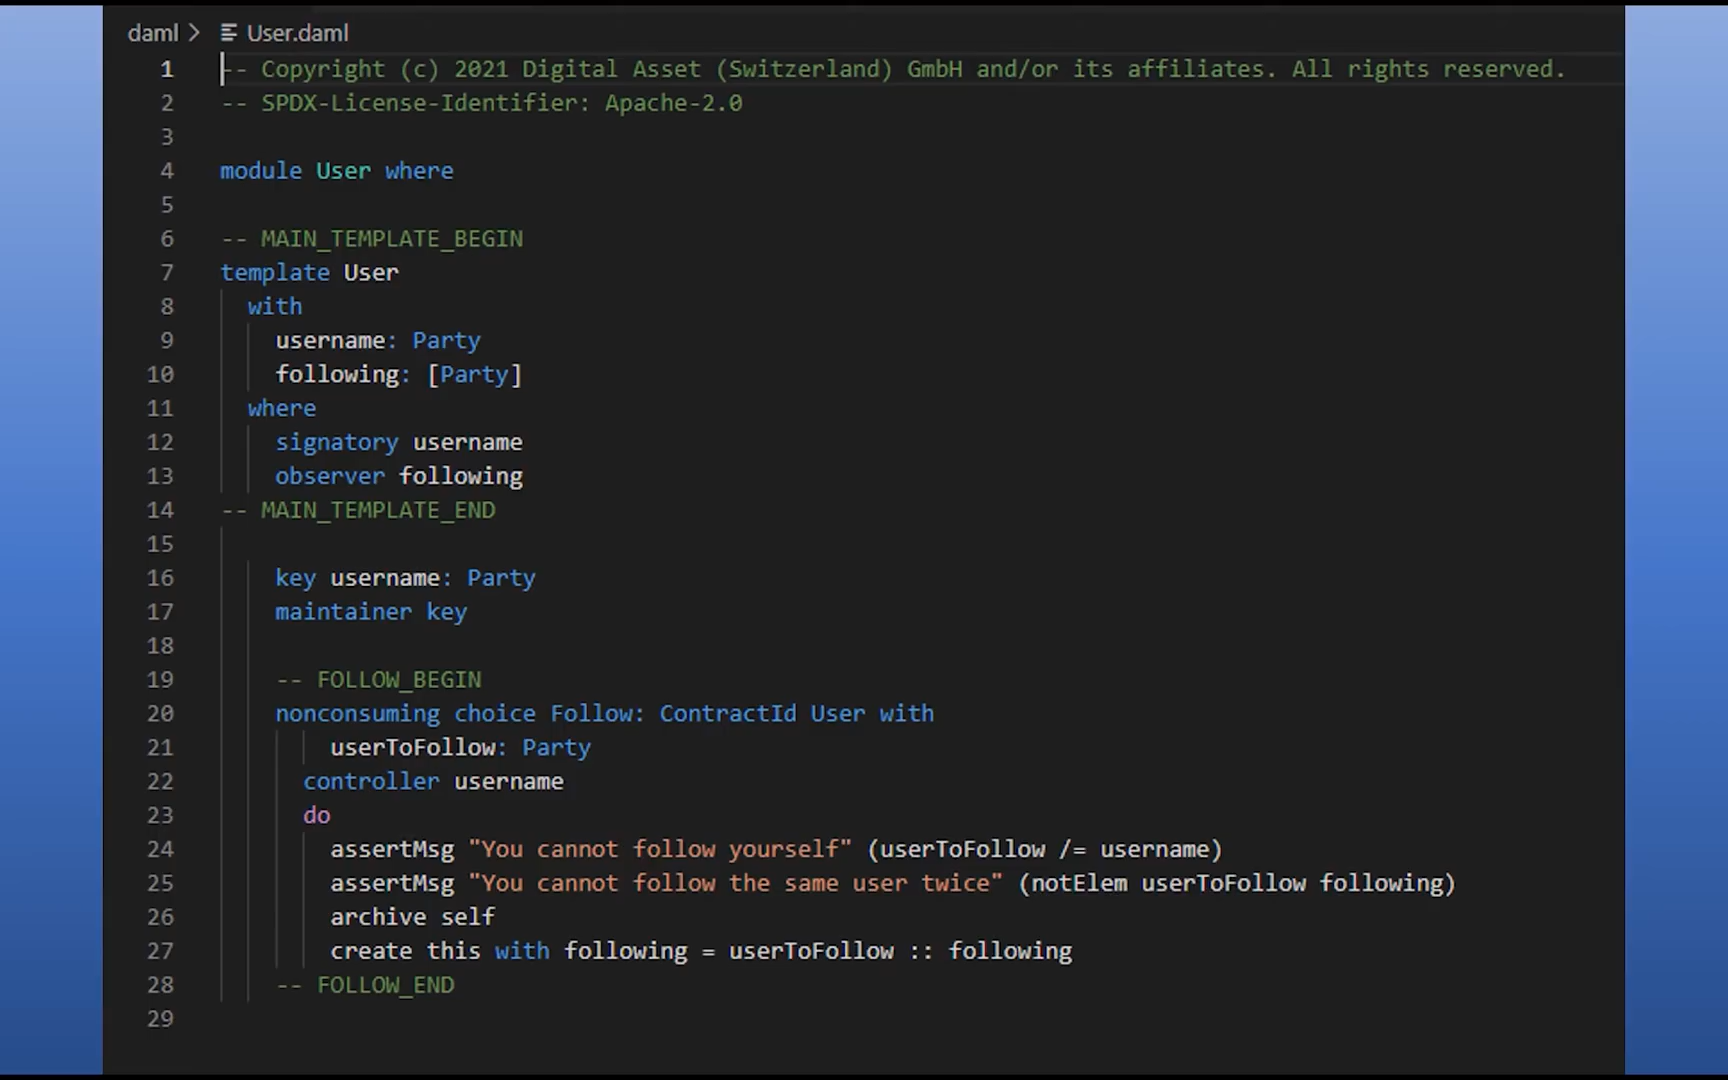 daml > User.daml
1 -- Copyright (c) 2021 Digital Asset (Switzerland) GmbH and/or its affiliates. All rights reserved.
2 -- SPDX-License-Identifier: Apache-2.0
3
4 module User where
5
6 -- MAIN_TEMPLATE_BEGIN
7 template User
8   with
9     username: Party
10     following: [Party]
11   where
12     signatory username
13     observer following
14 -- MAIN_TEMPLATE_END
15
16     key username: Party
17     maintainer key
18
19     -- FOLLOW_BEGIN
20     nonconsuming choice Follow: ContractId User with
21         userToFollow: Party
22       controller username
23       do
24         assertMsg "You cannot follow yourself" (userToFollow /= username)
25         assertMsg "You cannot follow the same user twice" (notElem userToFollow following)
26         archive self
27         create this with following = userToFollow :: following
28     -- FOLLOW_END
29